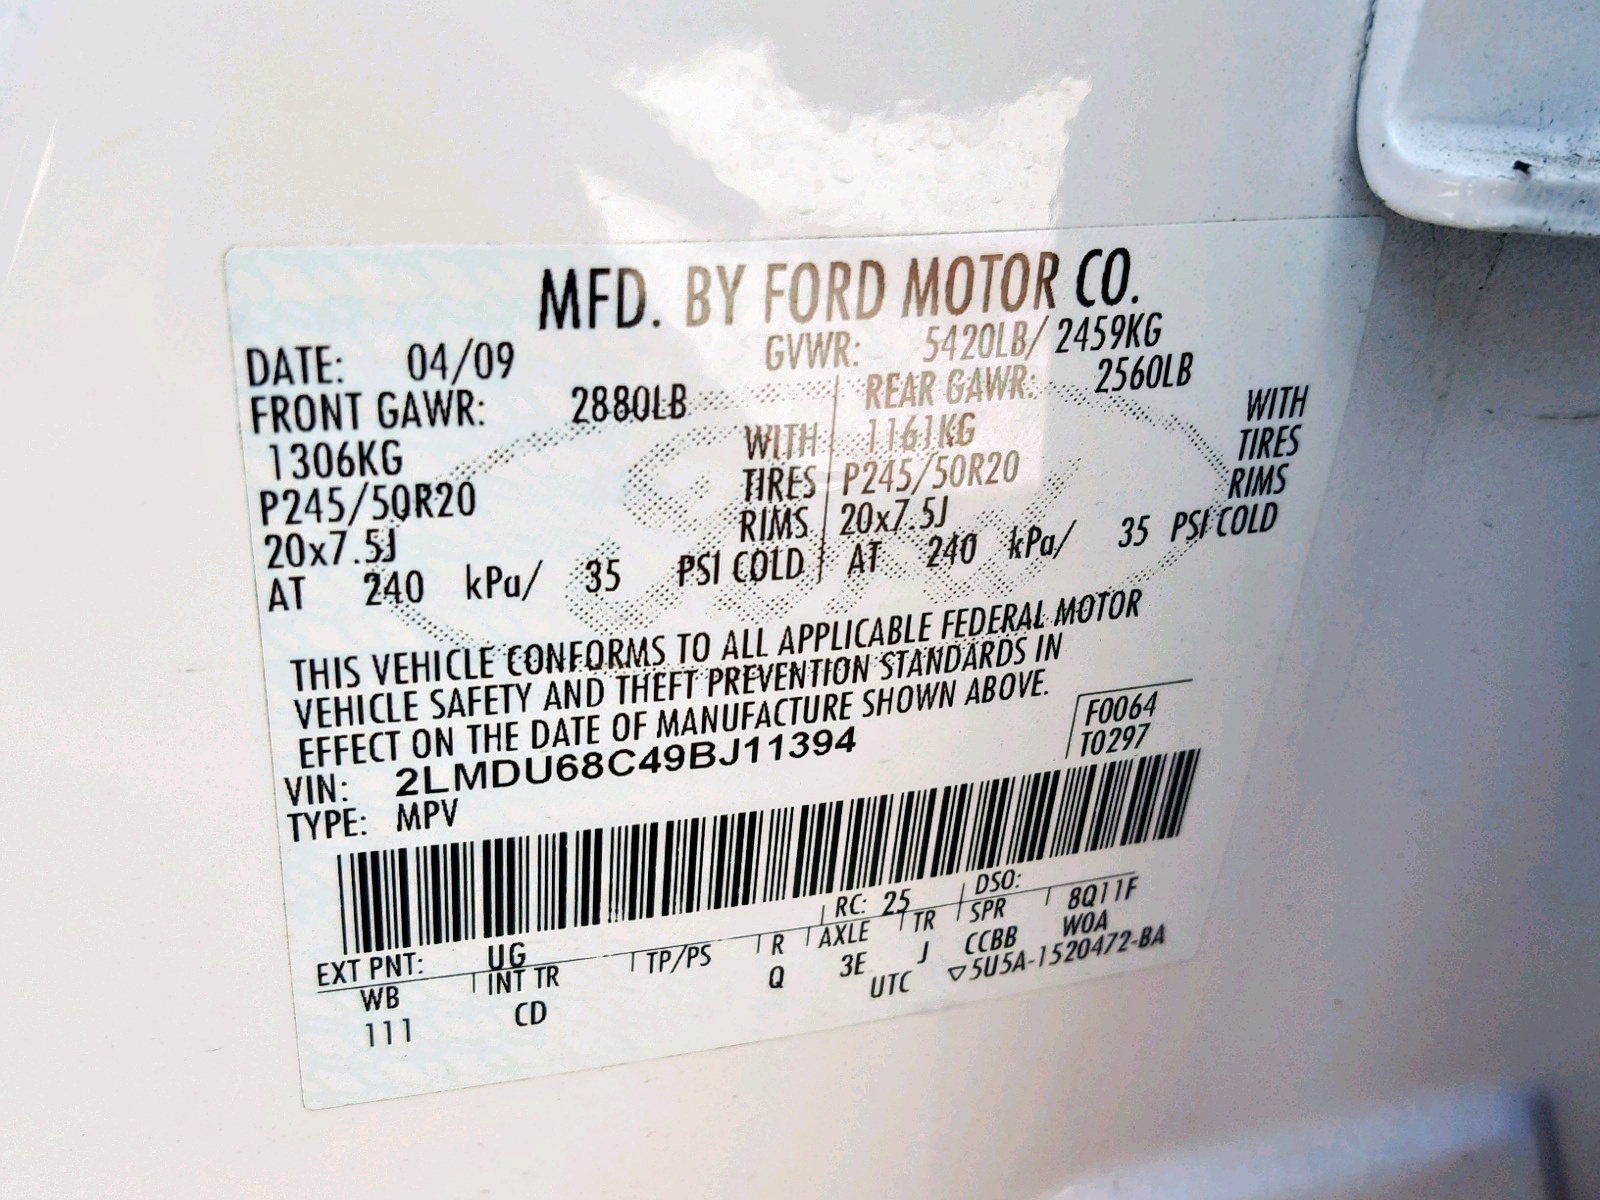 MFD. BY FORD MOTOR CO.
DATE: 04/09 GVWR: 5420LB/ 2459KG
FRONT GAWR: 2880LB REAR GAWR: 2560LB
1306KG WITH 1161KG WITH
P245/50R20 TIRES P245/50R20 TIRES
20x7.5J RIMS 20x7.5J RIMS
AT 240 kPa/ 35 PSI COLD AT 240 kPa/ 35 PSI COLD
THIS VEHICLE CONFORMS TO ALL APPLICABLE FEDERAL MOTOR
VEHICLE SAFETY AND THEFT PREVENTION STANDARDS IN
EFFECT ON THE DATE OF MANUFACTURE SHOWN ABOVE.
F0064
T0297
VIN: 2LMDU68C49BJ11394
TYPE: MPV
EXT PNT: UG RC: 25 DSO:
WB INT TR TP/PS R AXLE TR SPR 8Q11F
111 CD Q 3E J CCBB W0A
UTC ▽5U5A-1520472-BA